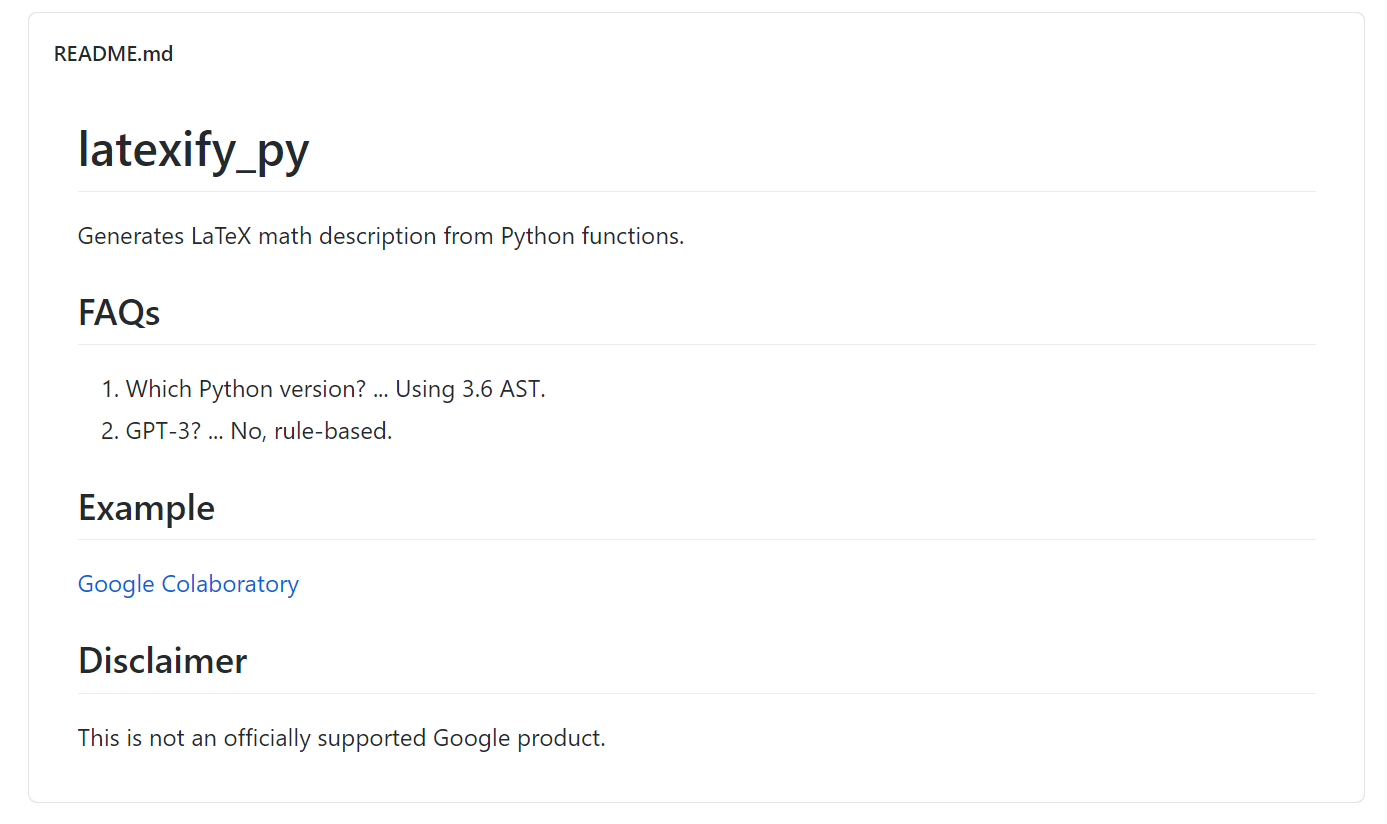 README.md
latexify_py
Generates LaTeX math description from Python functions.
FAQs
1. Which Python version? ... Using 3.6 AST.
2. GPT-3? ... No, rule-based.
Example
Google Colaboratory
Disclaimer
This is not an officially supported Google product.